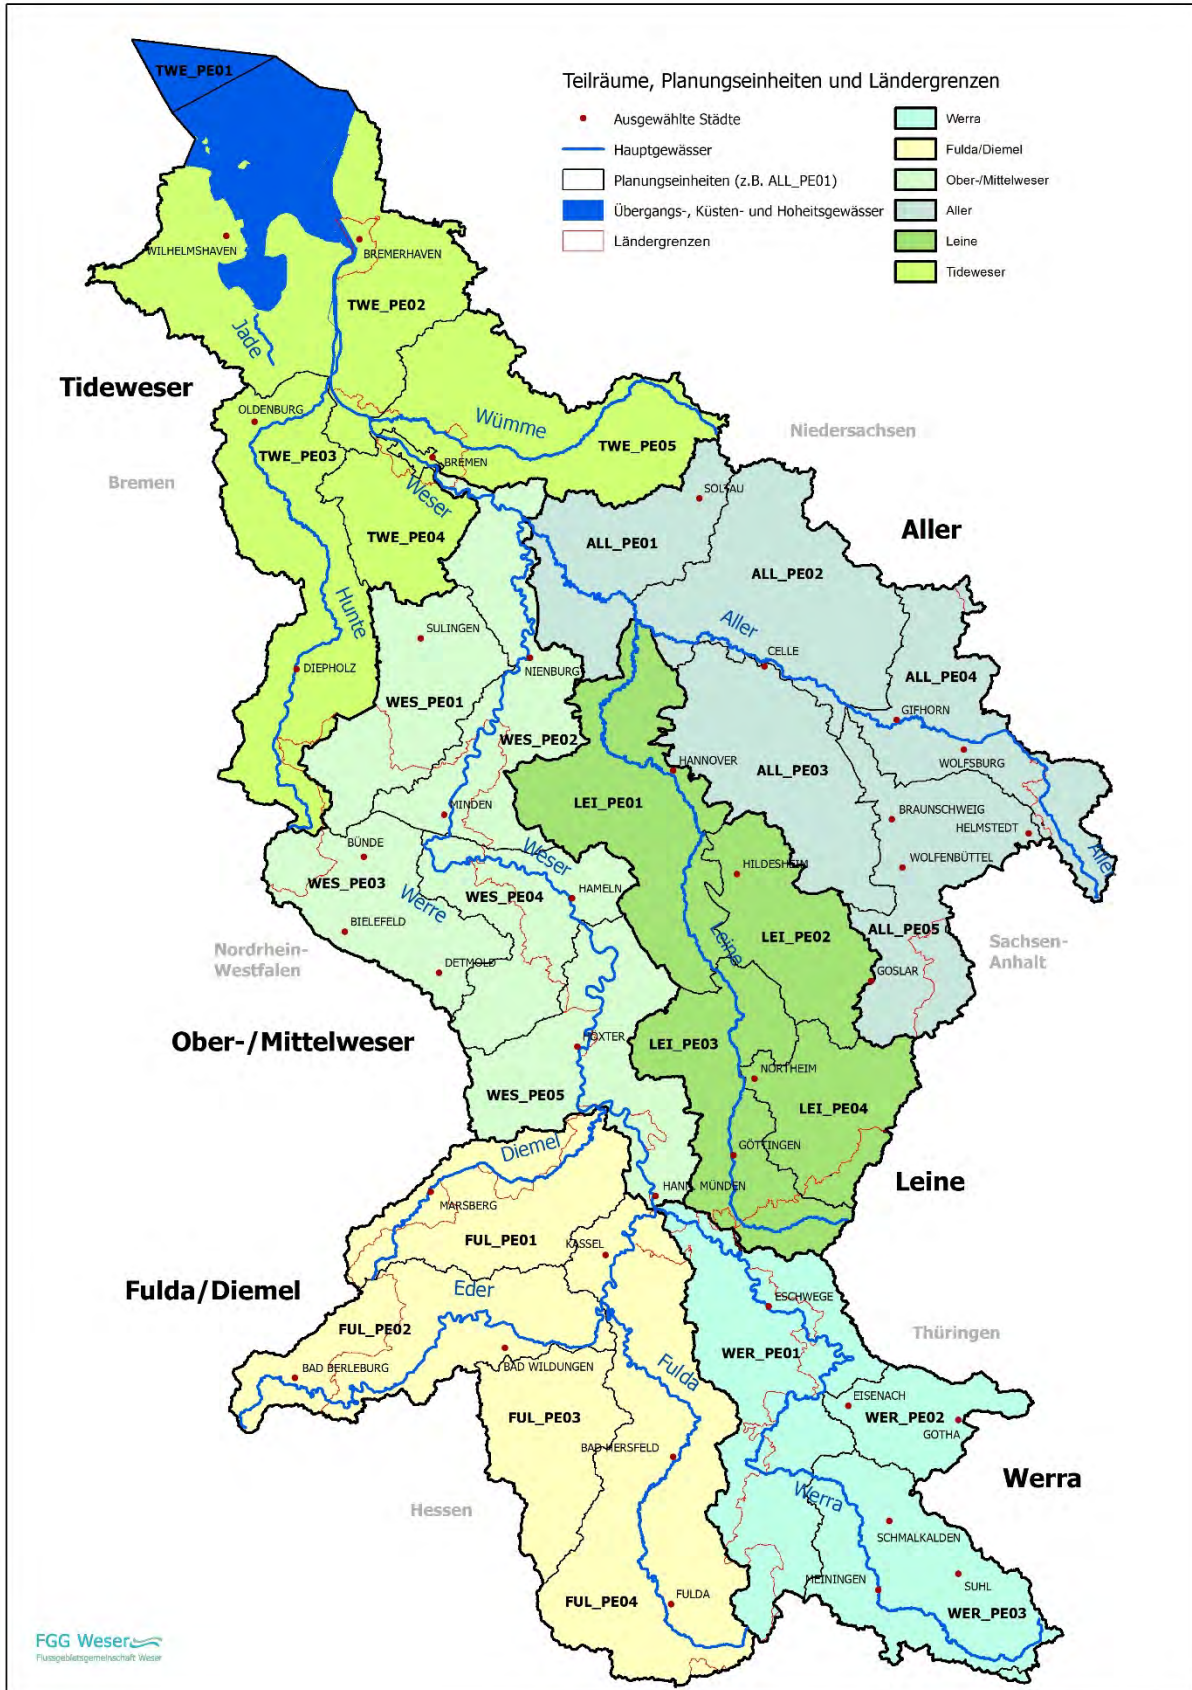 TWE_PE01
Teilräume, Planungseinheiten und Ländergrenzen
Ausgewählte Städte
Hauptgewässer
Planungseinheiten (z.B. ALL_PE01)
Übergangs-, Küsten- und Hoheitsgewässer
Ländergrenzen
Werra
Fulda/Diemel
Ober-/Mittelweser
Aller
Leine
Tideweser
WILHELMSHAVEN
BREMERHAVEN
TWE_PE02
Jade
Tideweser
OLDENBURG
Wümme
Niedersachsen
TWE_PE03
TWE_PE05
BREMEN
Bremen
Weser
SOLTAU
TWE_PE04
ALL_PE01
Aller
ALL_PE02
Hunte
SULINGEN
Aller
NIENBURG
CELLE
DIEPHOLZ
ALL_PE04
WES_PE01
GIFHORN
WES_PE02
WOLFSBURG
HANNOVER
ALL_PE03
LEI_PE01
MINDEN
BRAUNSCHWEIG
HELMSTEDT
BÜNDE
Weser
HILDESHEIM
WOLFENBÜTTEL
Aller
WES_PE03
WES_PE04
HAMELN
Werre
BIELEFELD
Leine
LEI_PE02
ALL_PE05
Nordrhein-
Westfalen
Sachsen-
Anhalt
DETMOLD
GOSLAR
Ober-/Mittelweser
HÖXTER
LEI_PE03
NORTHEIM
WES_PE05
LEI_PE04
Diemel
GÖTTINGEN
Leine
MARSBERG
HANN. MÜNDEN
FUL_PE01
KASSEL
Fulda/Diemel
Eder
ESCHWEGE
FUL_PE02
Thüringen
WER_PE01
BAD BERLEBURG
BAD WILDUNGEN
Fulda
EISENACH
FUL_PE03
WER_PE02
GOTHA
BAD HERSFELD
Werra
Werra
Hessen
SCHMALKALDEN
SUHL
MEININGEN
FUL_PE04
FULDA
WER_PE03
FGG Weser
Flussgebietsgemeinschaft Weser